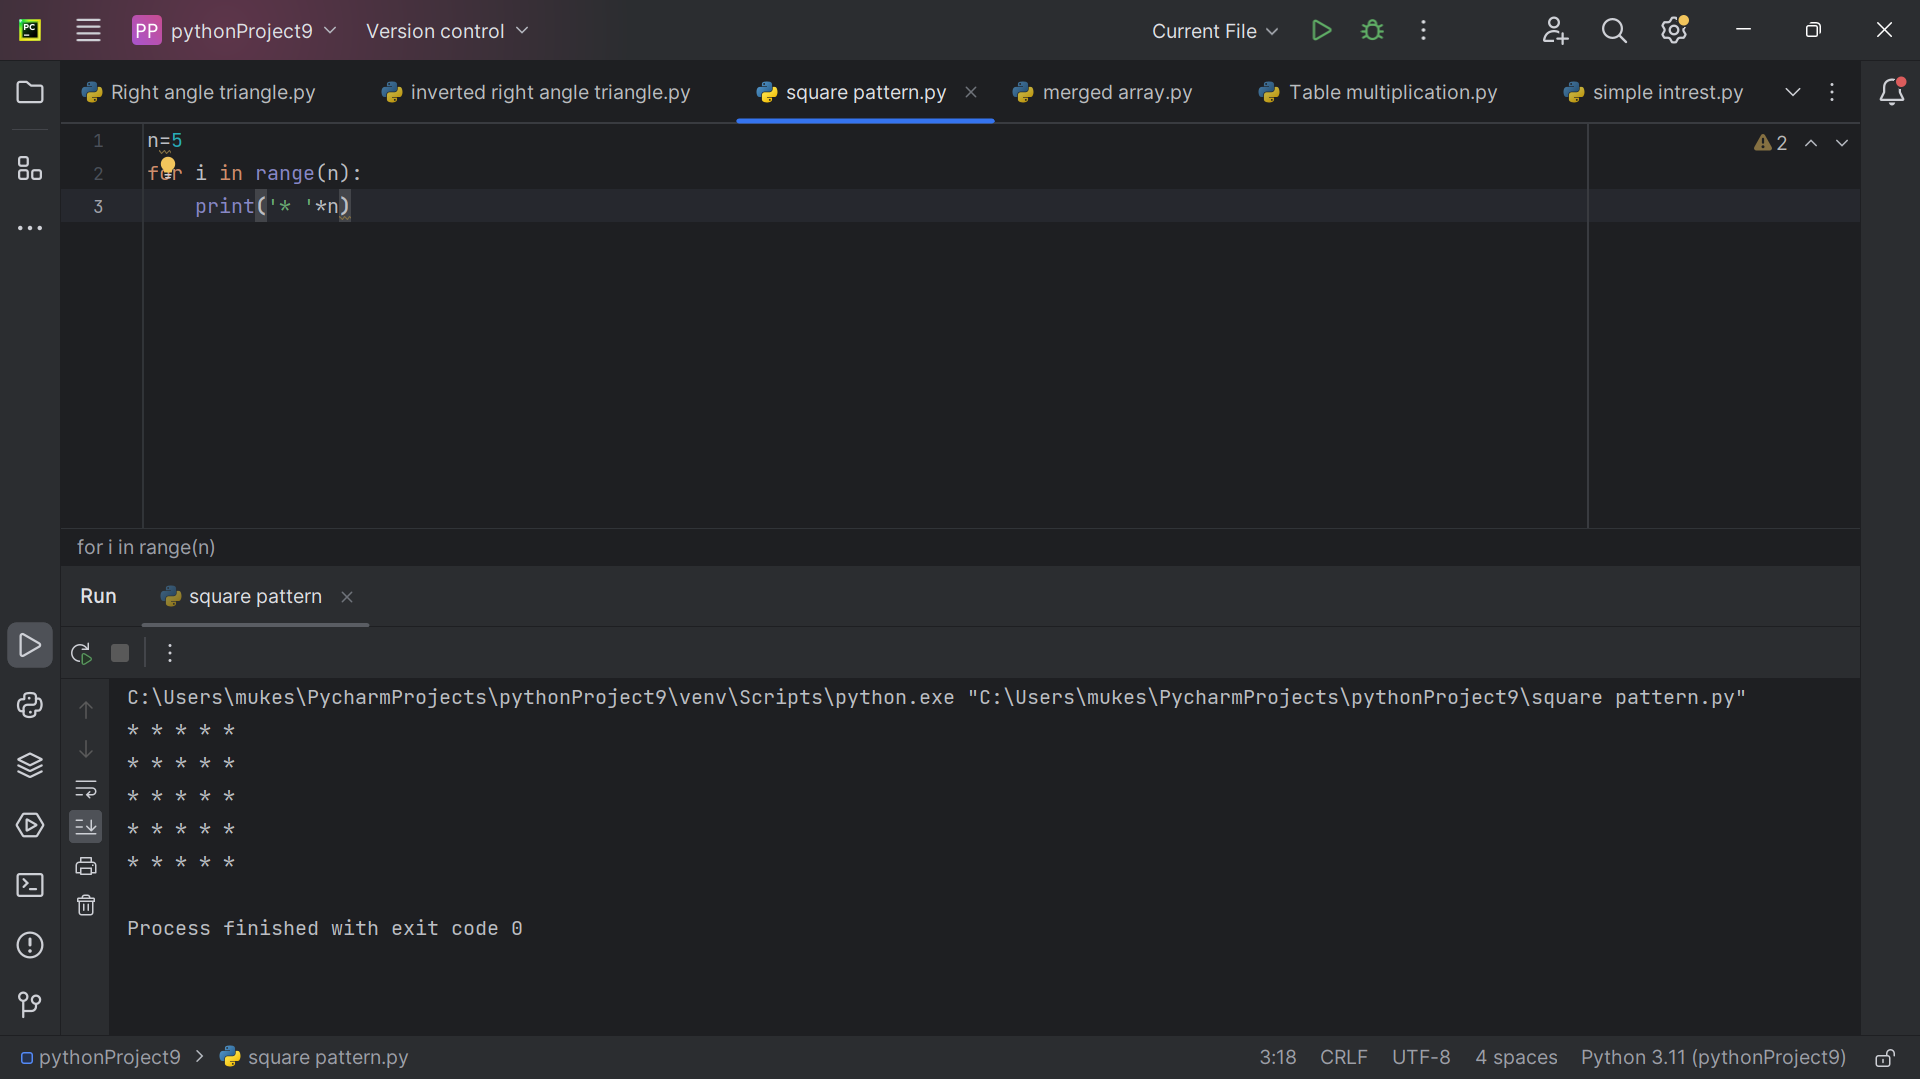 PC PP pythonProject9 Version control Current File
Right angle triangle.py inverted right angle triangle.py square pattern.py merged array.py Table multiplication.py simple intrest.py
1 n=5 2
2 for i in range(n):
3 print('* '*n)
for i in range(n)
Run square pattern
C:\Users\mukes\PycharmProjects\pythonProject9\venv\Scripts\python.exe "C:\Users\mukes\PycharmProjects\pythonProject9\square pattern.py"
* * * * *
* * * * *
* * * * *
* * * * *
* * * * *
Process finished with exit code 0
pythonProject9 > square pattern.py 3:18 CRLF UTF-8 4 spaces Python 3.11 (pythonProject9)